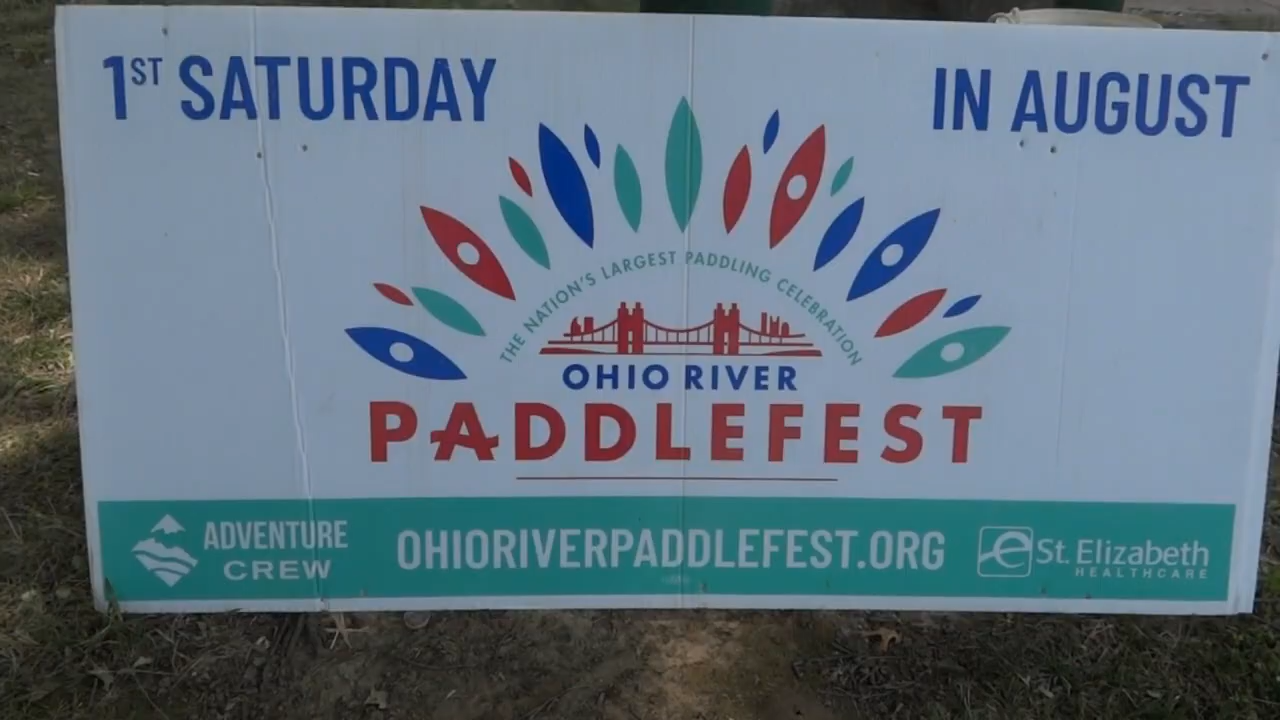 1ST SATURDAY
IN AUGUST
THE NATION'S LARGEST PADDLING CELEBRATION
OHIO RIVER
PADDLEFEST
ADVENTURE
CREW
OHIORIVERPADDLEFEST.ORG
St. Elizabeth
HEALTHCARE